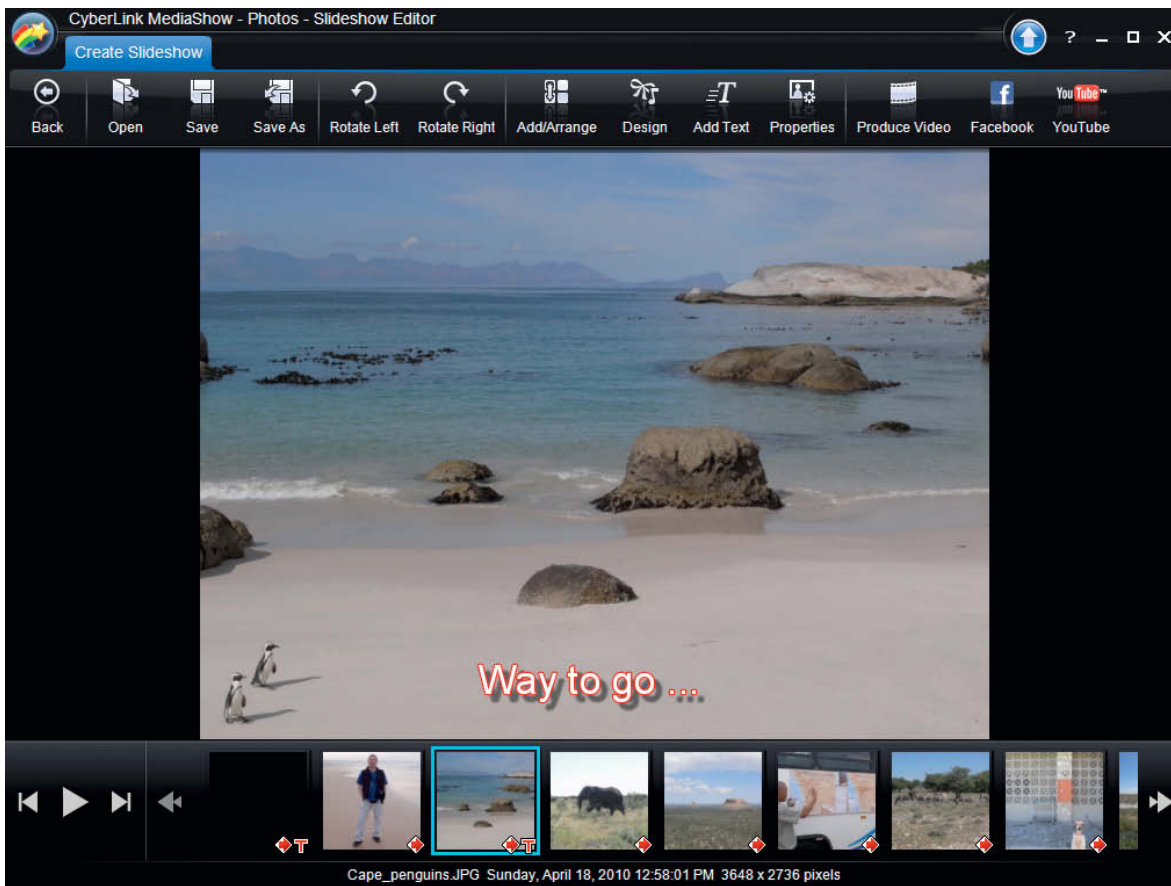 CyberLink MediaShow - Photos - Slideshow Editor
?
Create Slideshow
Back Open Save Save As Rotate Left Rotate Right Add/Arrange Design T Add Text Properties Produce Video f Facebook You Tube™ YouTube
Way to go ...
T T
Cape_penguins.JPG Sunday, April 18, 2010 12:58:01 PM 3648 x 2736 pixels